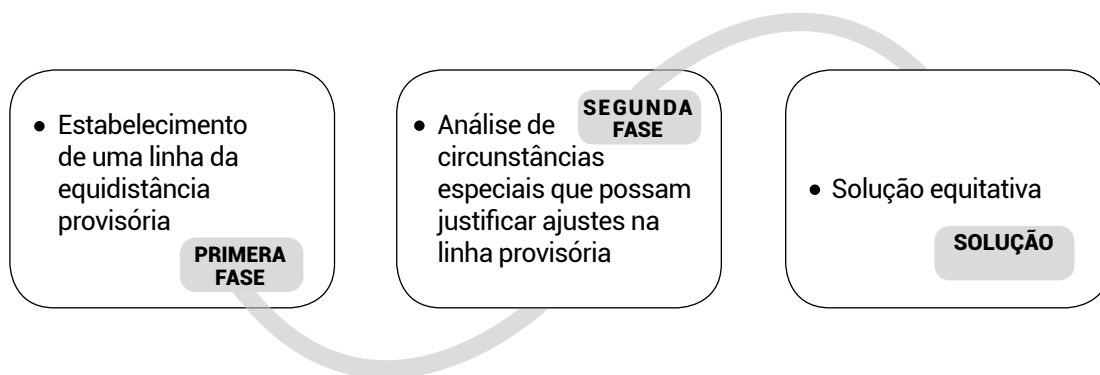 • Estabelecimento
de uma linha da
equidistância
provisória
PRIMERA
FASE
• Análise de
circunstâncias
especiais que possam
justificar ajustes na
linha provisória
SEGUNDA
FASE
• Solução equitativa
SOLUÇÃO